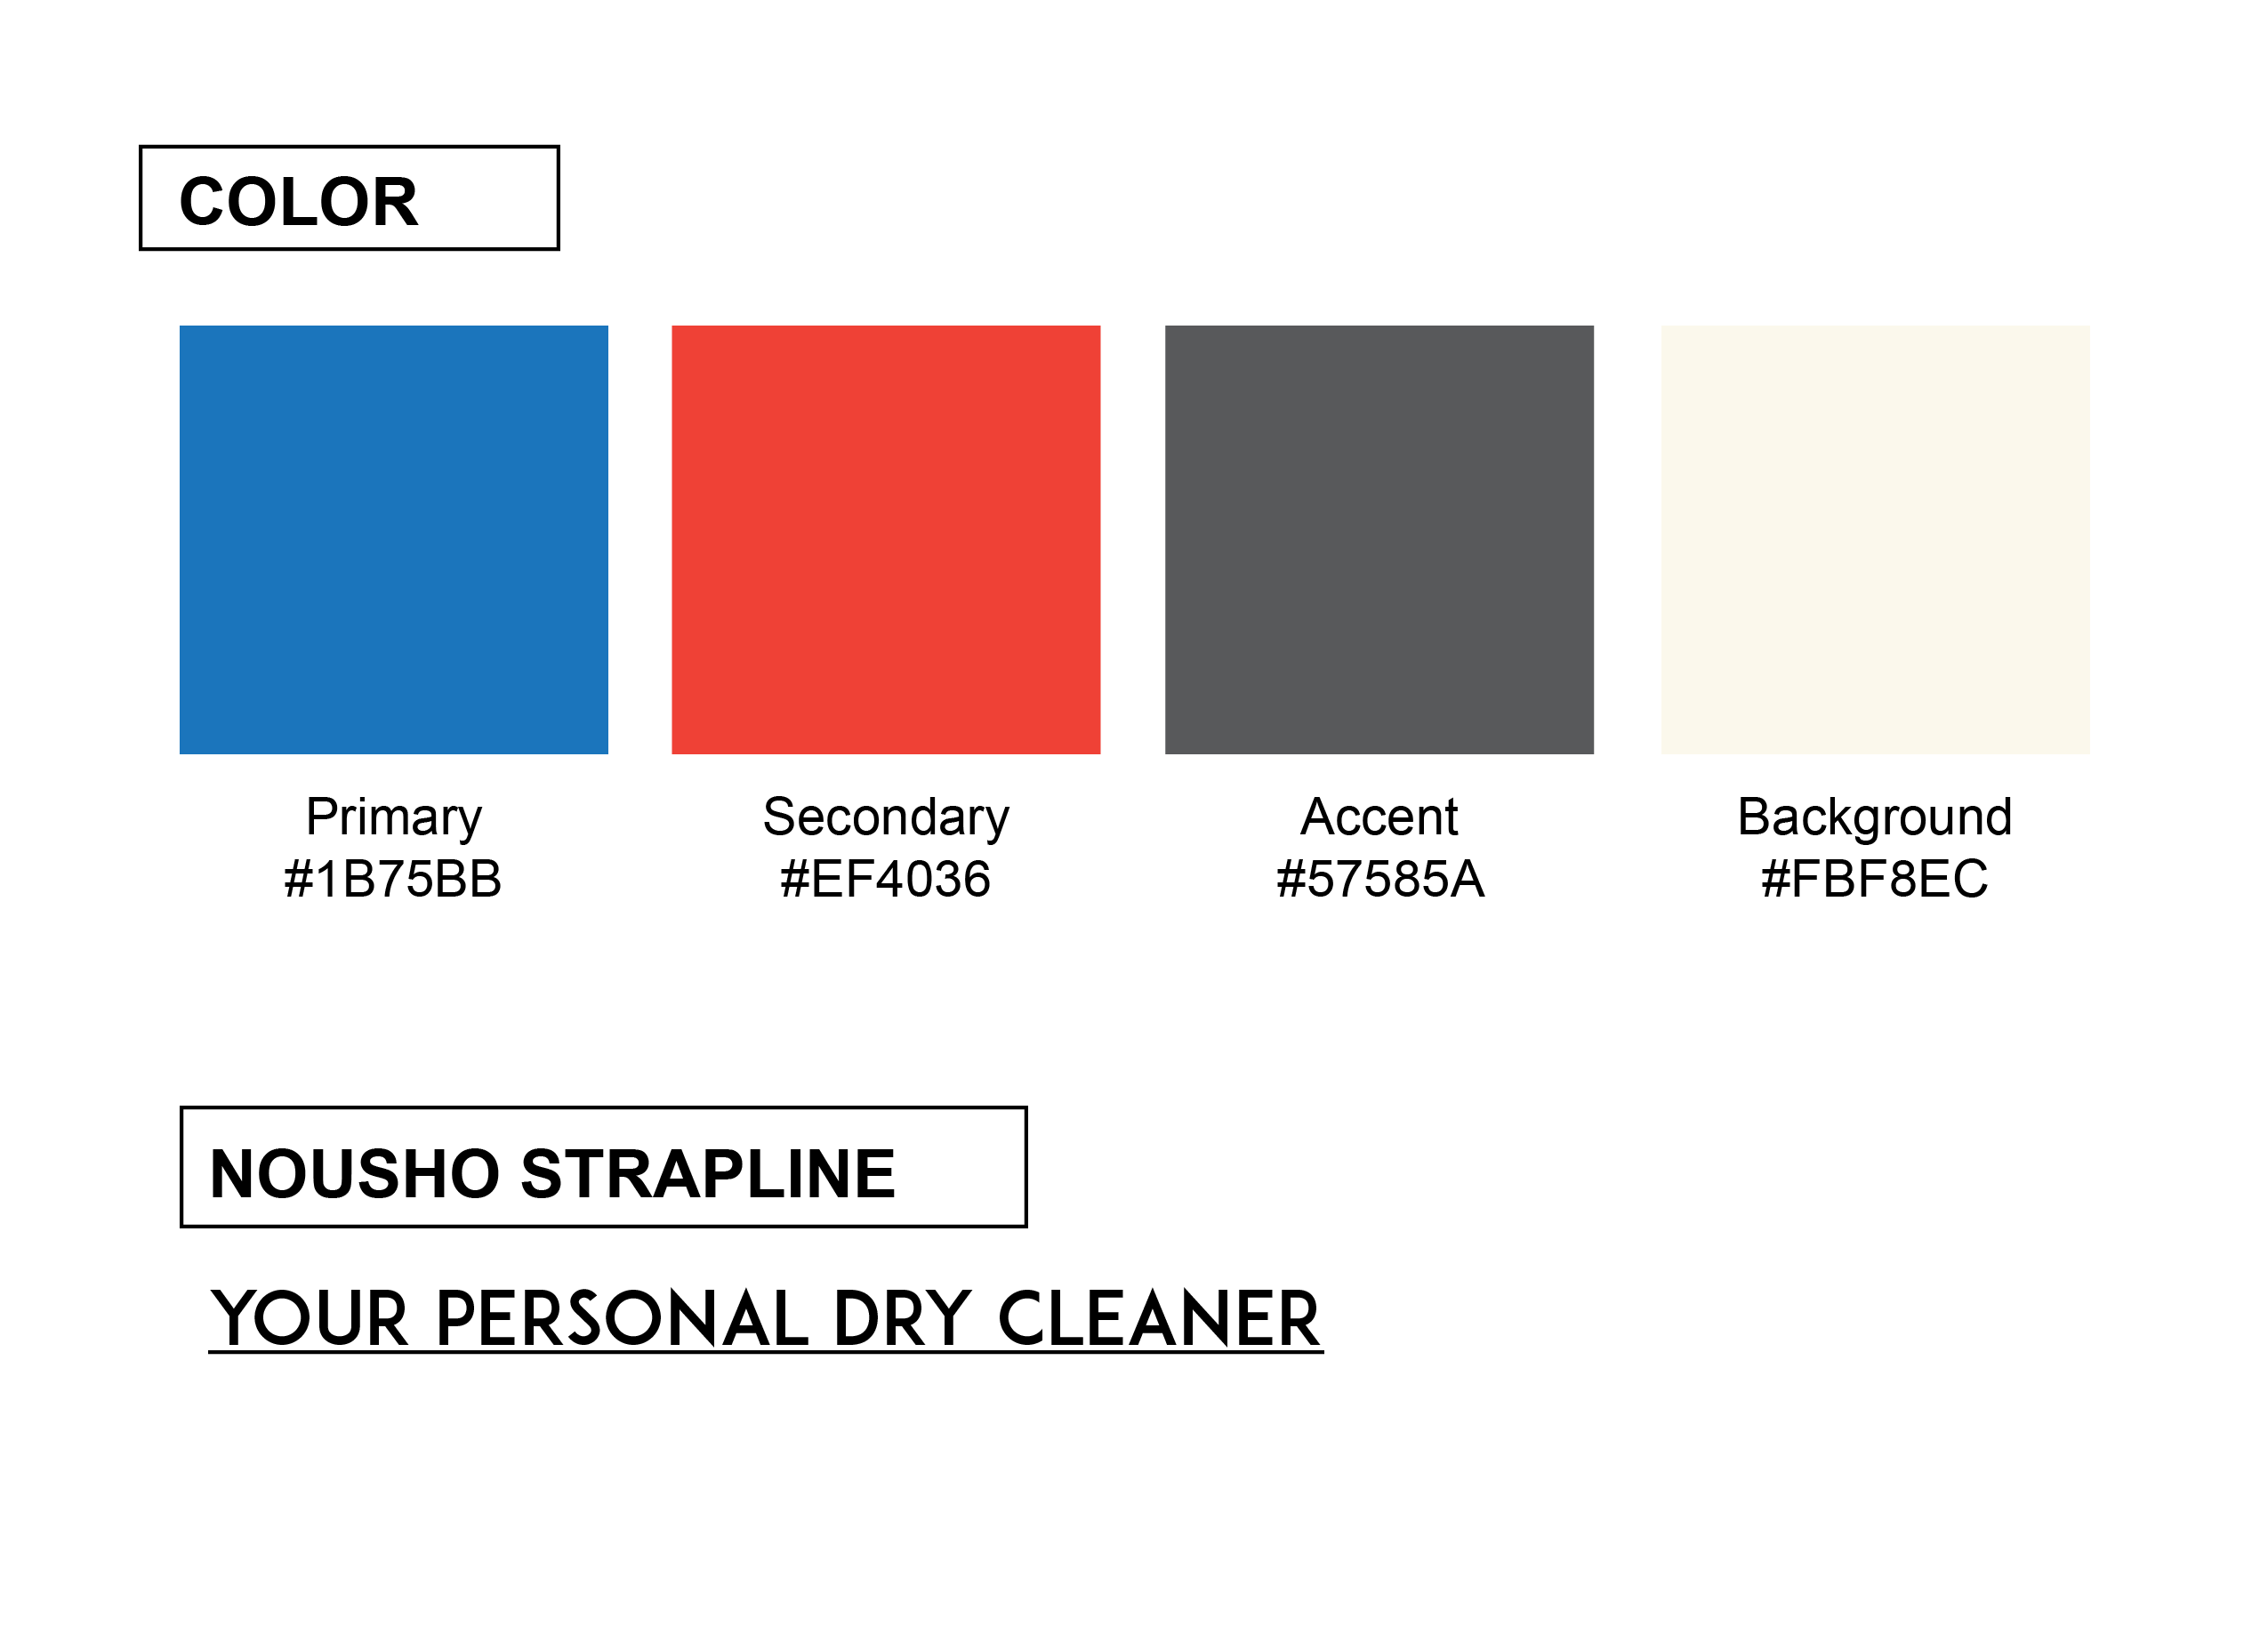 COLOR
Primary
#1B75BB
Secondary
#EF4036
Accent
#57585A
Background
#FBF8EC
NOUSHO STRAPLINE
YOUR PERSONAL DRY CLEANER